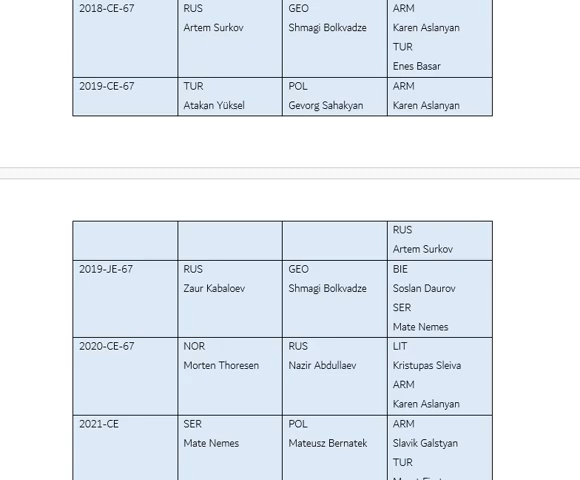 2018-CE-67 RUS GEO ARM
Artem Surkov Shmagi Bolkvadze Karen Aslanyan
TUR
Enes Basar
2019-CE-67 TUR POL ARM
Atakan Yüksel Gevorg Sahakyan Karen Aslanyan
RUS
Artem Surkov
2019-JE-67 RUS GEO BIE
Zaur Kabaloev Shmagi Bolkvadze Soslan Daurov
SER
Mate Nemes
2020-CE-67 NOR RUS LIT
Morten Thoresen Nazir Abdullaev Kristupas Sleiva
ARM
Karen Aslanyan
2021-CE SER POL ARM
Mate Nemes Mateusz Bernatek Slavik Galstyan
TUR